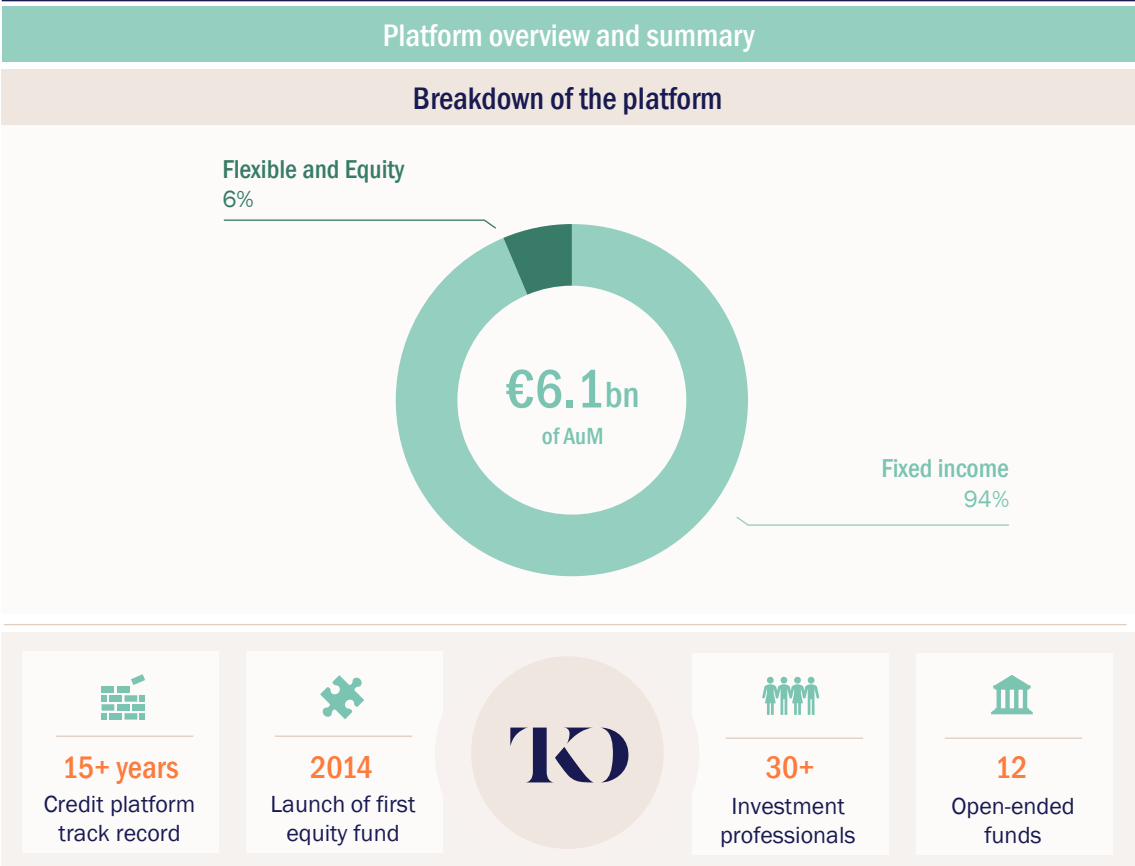 Platform overview and summary
Breakdown of the platform
Flexible and Equity
6%
€6.1bn
of AuM
Fixed income
94%
15+ years
Credit platform
track record
2014
Launch of first
equity fund
TKO
30+
Investment
professionals
12
Open-ended
funds